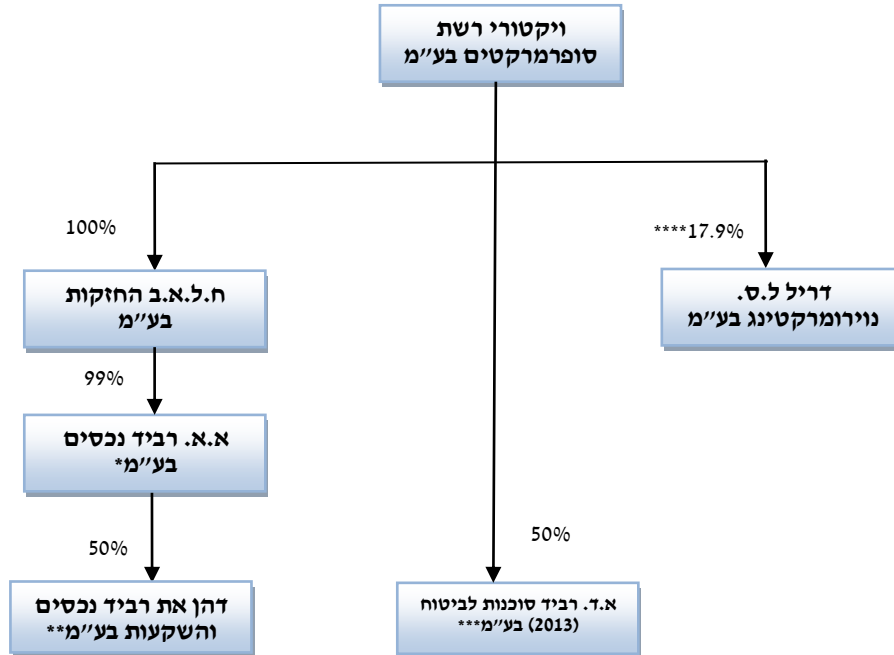 ויקטורי רשת
סופרמרקטים בע"מ
100%
****17.9%
ח.ל.א.ב החזקות
בע"מ
דריל ל.ס.
נוירומרקטינג בע"מ
99%
א.א. רביד נכסים
בע"מ*
50%
50%
דהן את רביד נכסים
והשקעות בע"מ**
א.ד. רביד סוכנות לביטוח
(2013) בע"מ***